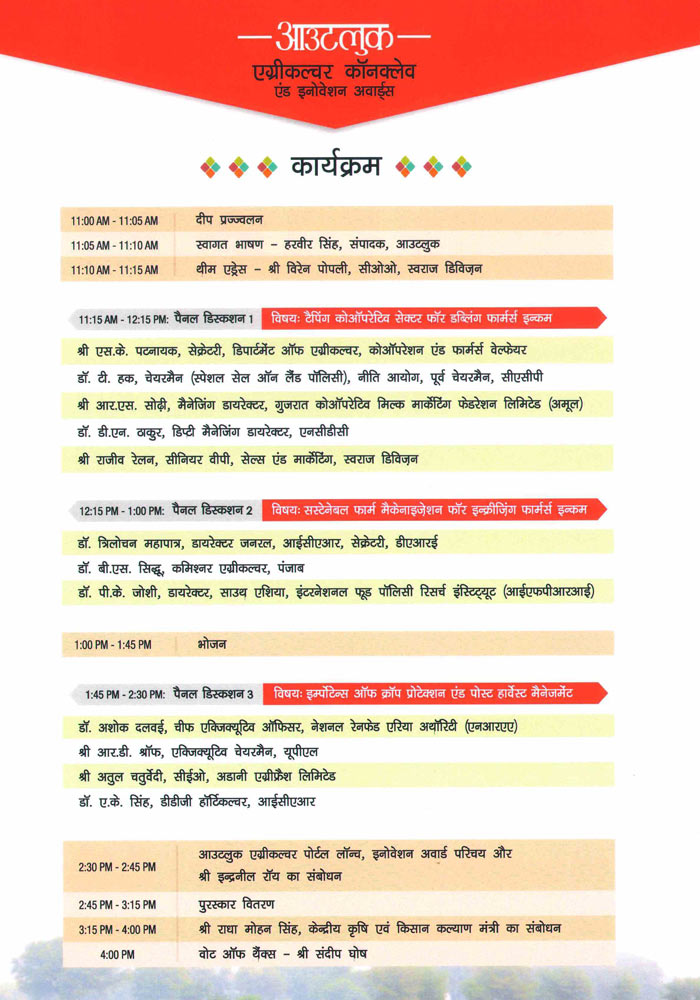 आउटलुक
एग्रीकल्चर कॉनक्लेव
एंड इनोवेशन अवार्ड्स
कार्यक्रम
11:00 AM - 11:05 AM दीप प्रज्ज्वलन
11:05 AM - 11:10 AM स्वागत भाषण – हरवीर सिंह, संपादक, आउटलुक
11:10 AM - 11:15 AM थीम एड्रेस – श्री विरेन पोपली, सीओओ, स्वराज डिविज़न
11:15 AM - 12:15 PM: पैनल डिस्कशन 1 विषयः टैपिंग कोऑपरेटिव सेक्टर फॉर डब्लिंग फार्मर्स इन्कम
श्री एस.के. पटनायक, सेक्रेटरी, डिपार्टमेंट ऑफ एग्रीकल्चर, कोऑपरेशन एंड फार्मर्स वेल्फेयर
डॉ. टी. हक, चेयरमैन (स्पेशल सेल ऑन लैंड पॉलिसी), नीति आयोग, पूर्व चेयरमैन, सीएसीपी
श्री आर.एस. सोढ़ी, मैनेजिंग डायरेक्टर, गुजरात कोऑपरेटिव मिल्क मार्केटिंग फेडरेशन लिमिटेड (अमूल)
डॉ. डी.एन. ठाकुर, डिप्टी मैनेजिंग डायरेक्टर, एनसीडीसी
श्री राजीव रेलन, सीनियर वीपी, सेल्स एंड मार्केटिंग, स्वराज डिविज़न
12:15 PM - 1:00 PM: पैनल डिस्कशन 2 विषयः सस्टेनेबल फार्म मैकेनाइजे़शन फॉर इन्क्रीज़िंग फार्मर्स इन्कम
डॉ. त्रिलोचन महापात्र, डायरेक्टर जनरल, आईसीएआर, सेक्रेटरी, डीएआरई
डॉ. बी.एस. सिद्धू, कमिश्नर एग्रीकल्चर, पंजाब
डॉ. पी.के. जोशी, डायरेक्टर, साउथ एशिया, इंटरनेशनल फूड पॉलिसी रिसर्च इंस्टिट्यूट (आईएफपीआरआई)
1:00 PM - 1:45 PM भोजन
1:45 PM - 2:30 PM: पैनल डिस्कशन 3 विषयः इर्म्पोटेन्स ऑफ क्रॉप प्रोटेक्शन एंड पोस्ट हार्वेस्ट मैनेजमेंट
डॉ. अशोक दलवई, चीफ एक्जिक्यूटिव ऑफिसर, नेशनल रेनफेड एरिया अथॉरिटी (एनआरएए)
श्री आर.डी. श्रॉफ, एक्जिक्यूटिव चेयरमैन, यूपीएल
श्री अतुल चतुर्वेदी, सीईओ, अडानी एग्रीफ्रैश लिमिटेड
डॉ. ए.के. सिंह, डीडीजी हॉर्टिकल्चर, आईसीएआर
2:30 PM - 2:45 PM आउटलुक एग्रीकल्चर पोर्टल लॉन्च, इनोवेशन अवार्ड परिचय और
श्री इन्द्रनील रॉय का संबोधन
2:45 PM - 3:15 PM पुरस्कार वितरण
3:15 PM - 4:00 PM श्री राधा मोहन सिंह, केन्द्रीय कृषि एवं किसान कल्याण मंत्री का संबोधन
4:00 PM वोट ऑफ थैंक्स – श्री संदीप घोष